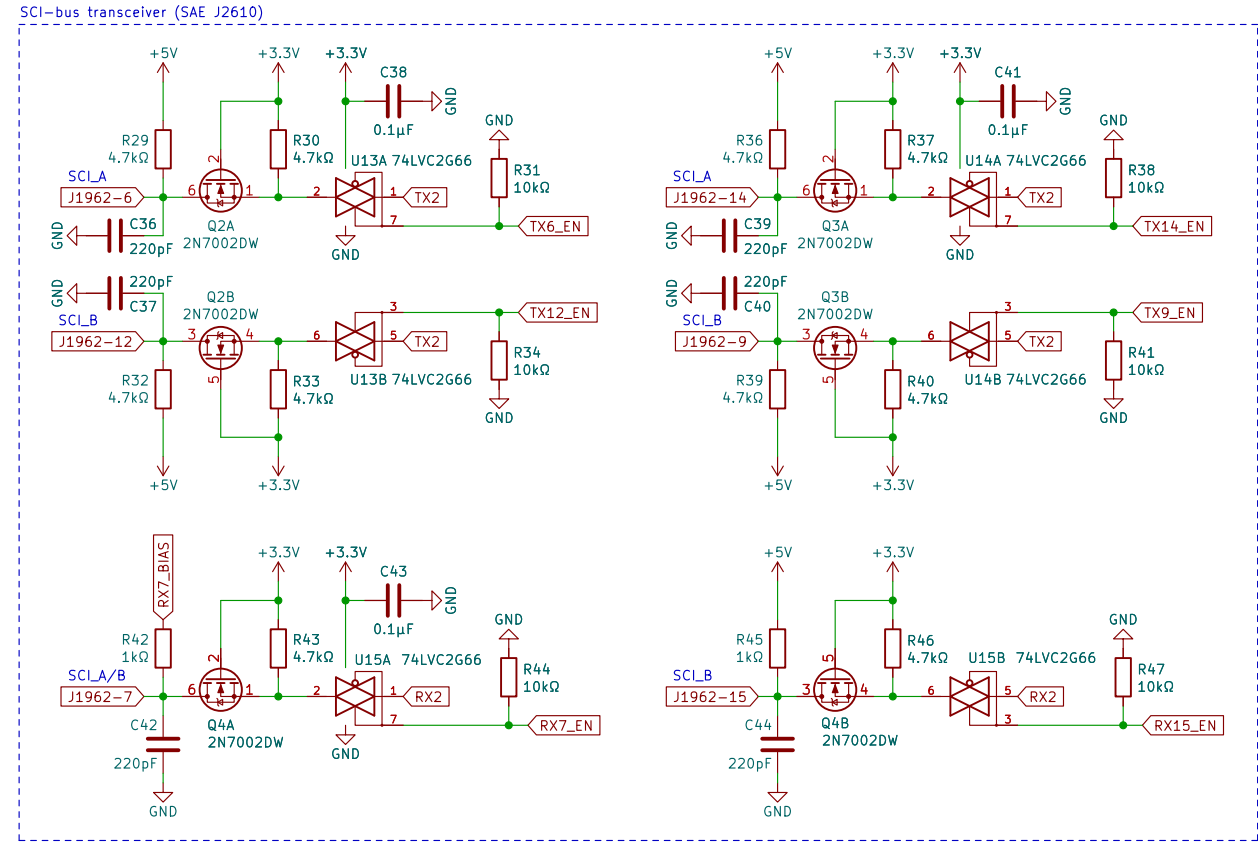 SCI-bus transceiver (SAE J2610)
+5V
+3.3V
+3.3V
C38
GND
0.1µF
R29
4.7kΩ
2
R30
4.7kΩ
U13A 74LVC2G66
GND
R31
10kΩ
SCI_A
J1962-6
6
1
2
1
TX2
7
TX6_EN
Q2A
2N7002DW
GND
C36
220pF
GND
GND
220pF
C37
Q2B
2N7002DW
3
TX12_EN
SCI_B
J1962-12
3
4
6
5
TX2
R34
10kΩ
GND
R32
4.7kΩ
5
R33
4.7kΩ
U13B 74LVC2G66
+5V
+3.3V
+5V
+3.3V
+3.3V
C41
GND
0.1µF
R36
4.7kΩ
2
R37
4.7kΩ
U14A 74LVC2G66
GND
R38
10kΩ
SCI_A
J1962-14
6
1
2
1
TX2
7
TX14_EN
Q3A
2N7002DW
GND
C39
220pF
GND
GND
220pF
C40
Q3B
2N7002DW
3
TX9_EN
SCI_B
J1962-9
3
4
6
5
TX2
R41
10kΩ
GND
R39
4.7kΩ
5
R40
4.7kΩ
U14B 74LVC2G66
+5V
+3.3V
RX7_BIAS
+3.3V
+3.3V
C43
GND
0.1µF
R42
1kΩ
2
R43
4.7kΩ
U15A 74LVC2G66
GND
R44
10kΩ
SCI_A/B
J1962-7
6
1
2
1
RX2
7
RX7_EN
Q4A
2N7002DW
GND
C42
220pF
GND
+5V
+3.3V
R45
1kΩ
5
R46
4.7kΩ
U15B 74LVC2G66
GND
R47
10kΩ
SCI_B
J1962-15
3
4
6
5
RX2
3
RX15_EN
Q4B
2N7002DW
C44
220pF
GND